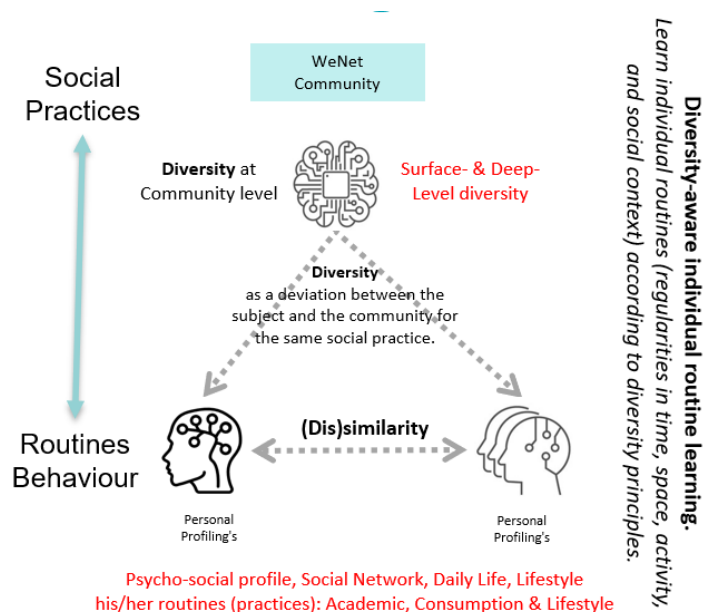 WeNet
Community
Social
Practices
Diversity at
Community level
Surface- & Deep-
Level diversity
Diversity
as a deviation between the
subject and the community for
the same social practice.
(Dis)similarity
Routines
Behaviour
Personal
Profiling's
Personal
Profiling's
Psycho-social profile, Social Network, Daily Life, Lifestyle
his/her routines (practices): Academic, Consumption & Lifestyle
Diversity-aware individual routine learning.
Learn individual routines (regularities in time, space, activity,
and social context) according to diversity principles.